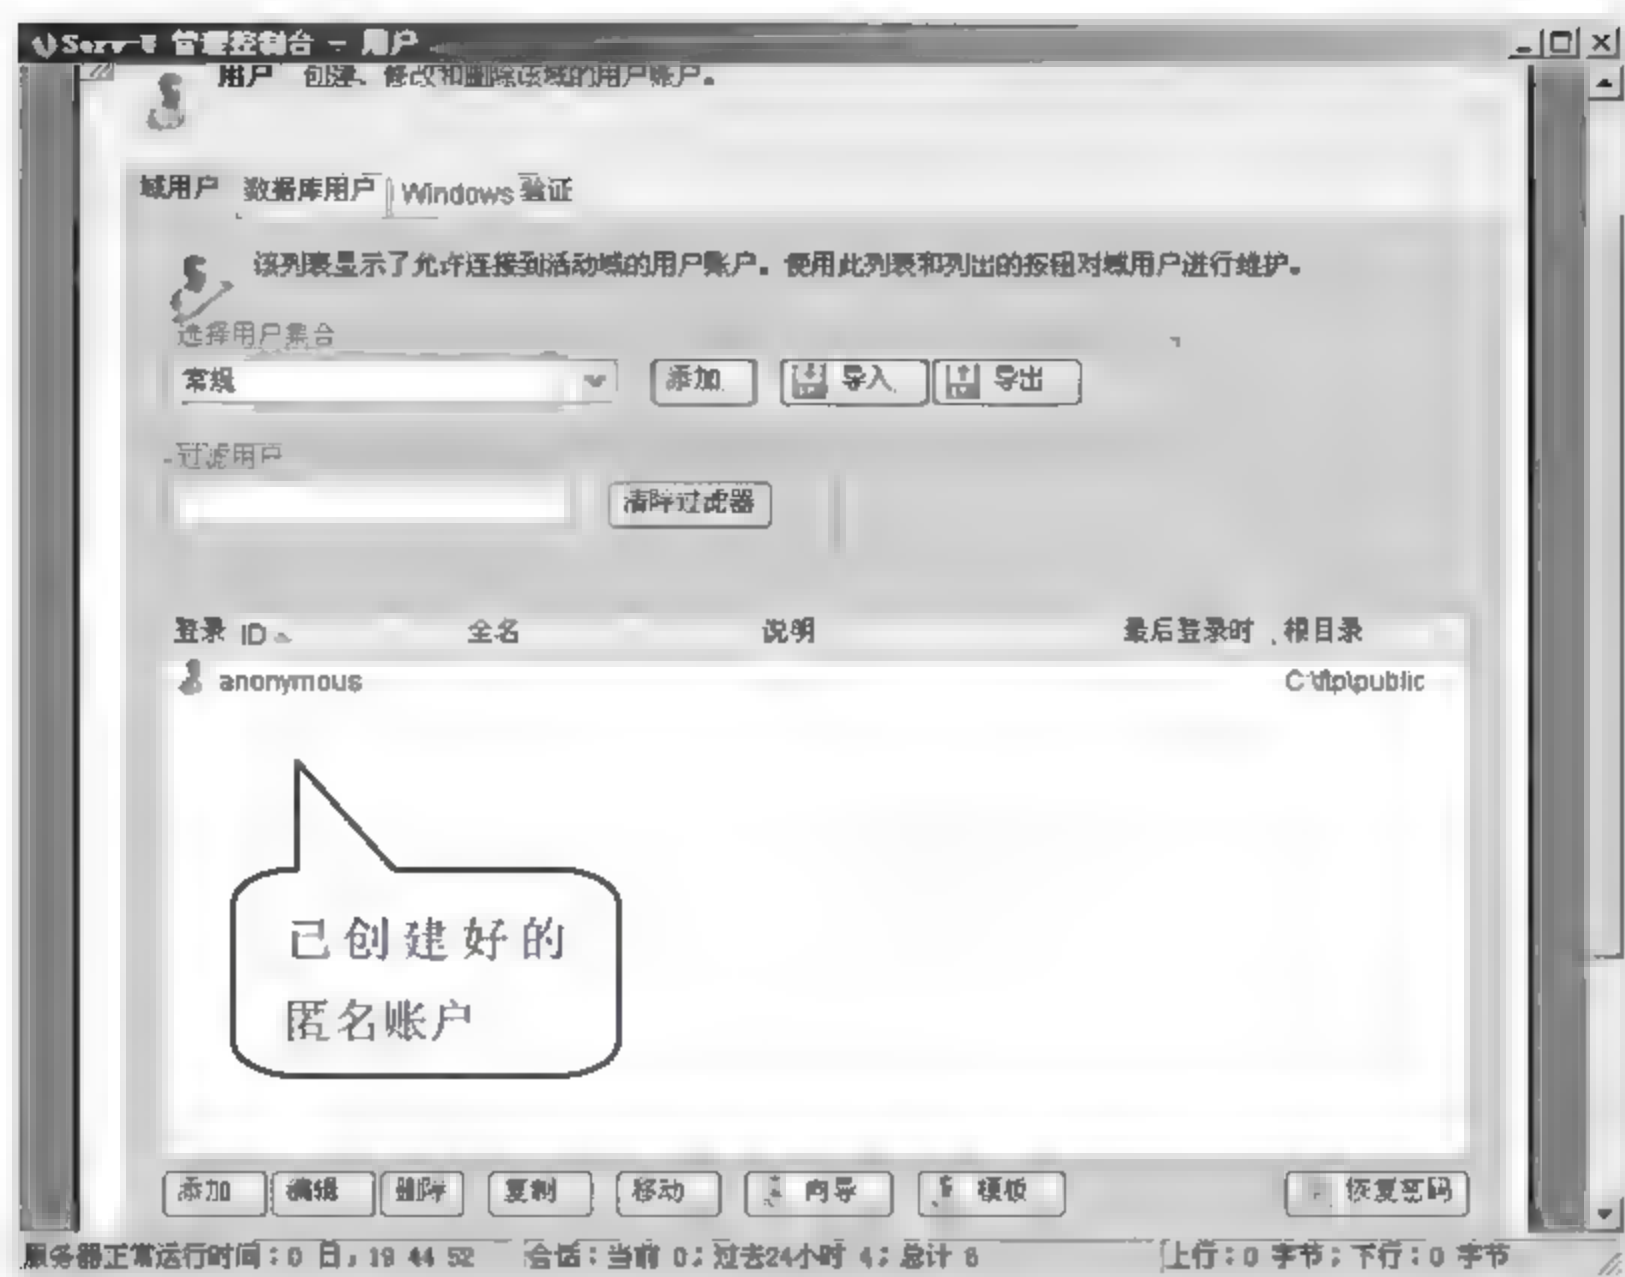 Serv-U 管理控制台 - 用户
用户 创建、修改和删除该域的用户账户。
域用户 数据库用户 Windows 验证
该列表显示了允许连接到活动域的用户账户。使用此列表和列出的按钮对域用户进行维护。
选择用户集合
常规 添加 导入 导出
过滤用户
清除过滤器
登录 ID 全名 说明 最后登录时 根目录
anonymous C:\ftp\public
已创建好的
匿名账户
添加 编辑 删除 复制 移动 向导 模板 恢复密码
服务器正常运行时间:0 日, 19 44 52 会话:当前 0;过去24小时 4;总计 6 上行:0 字节;下行:0 字节